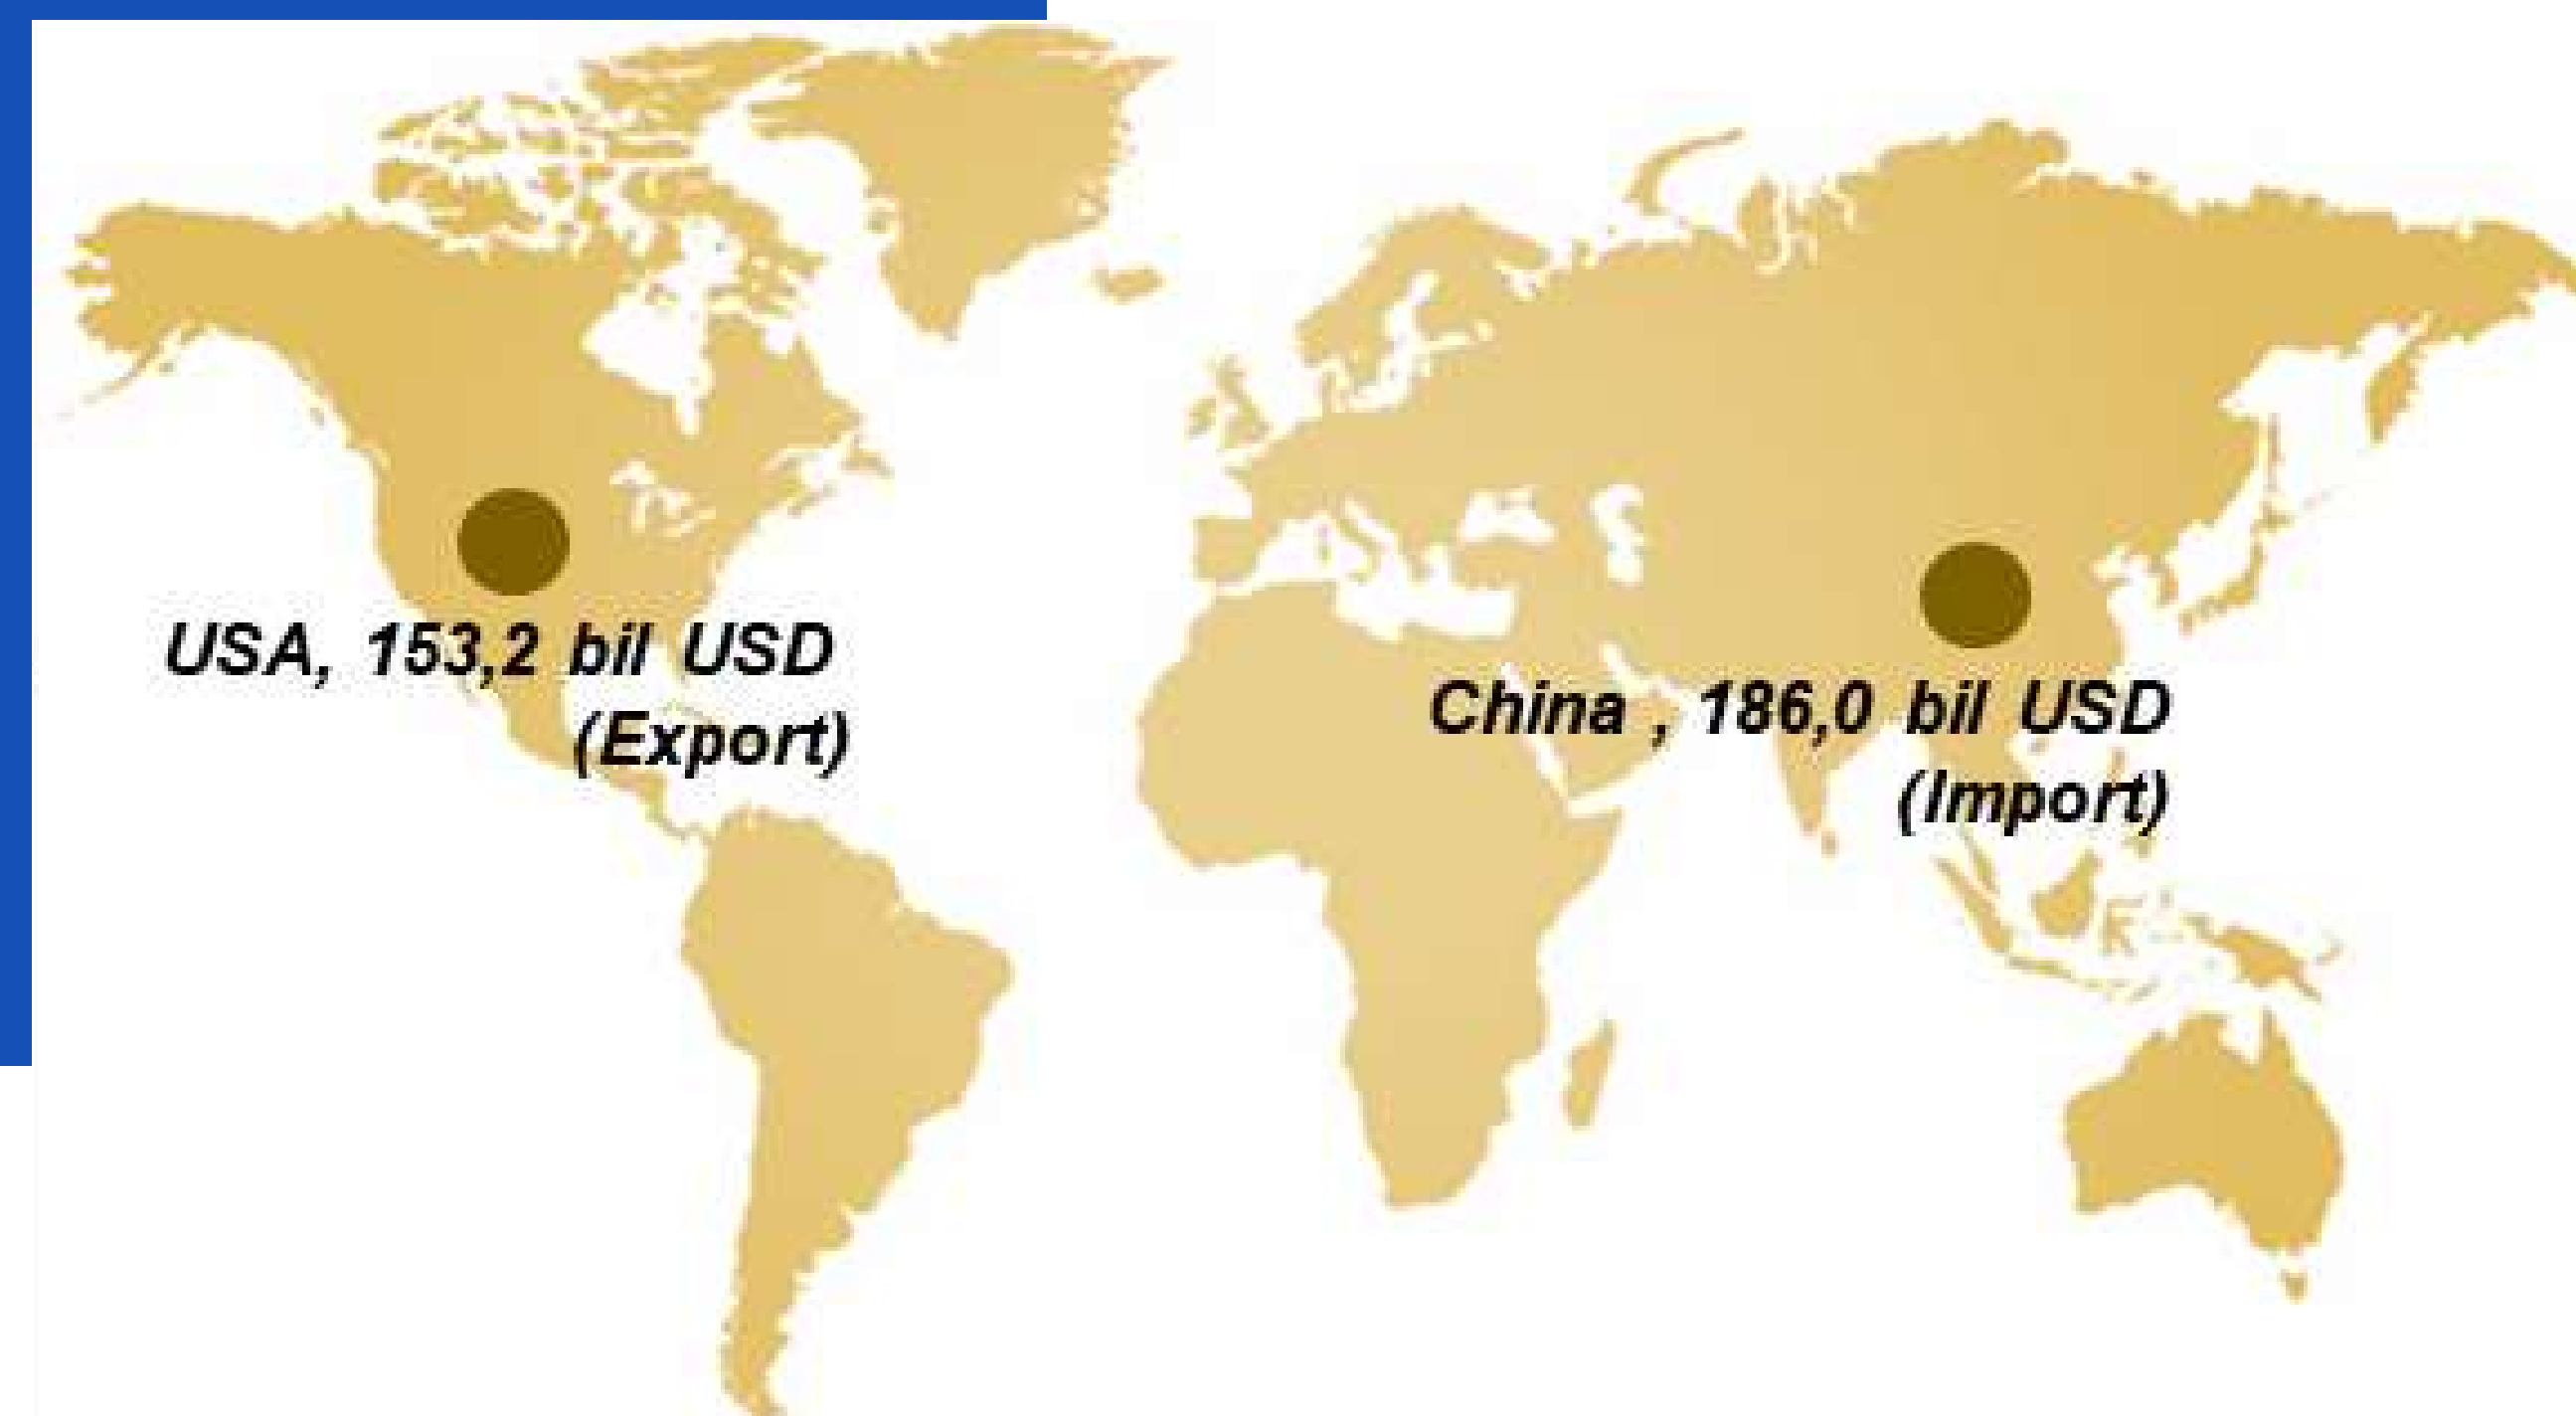 USA, 153,2 bil USD
(Export)
China , 186,0 bil USD
(Import)